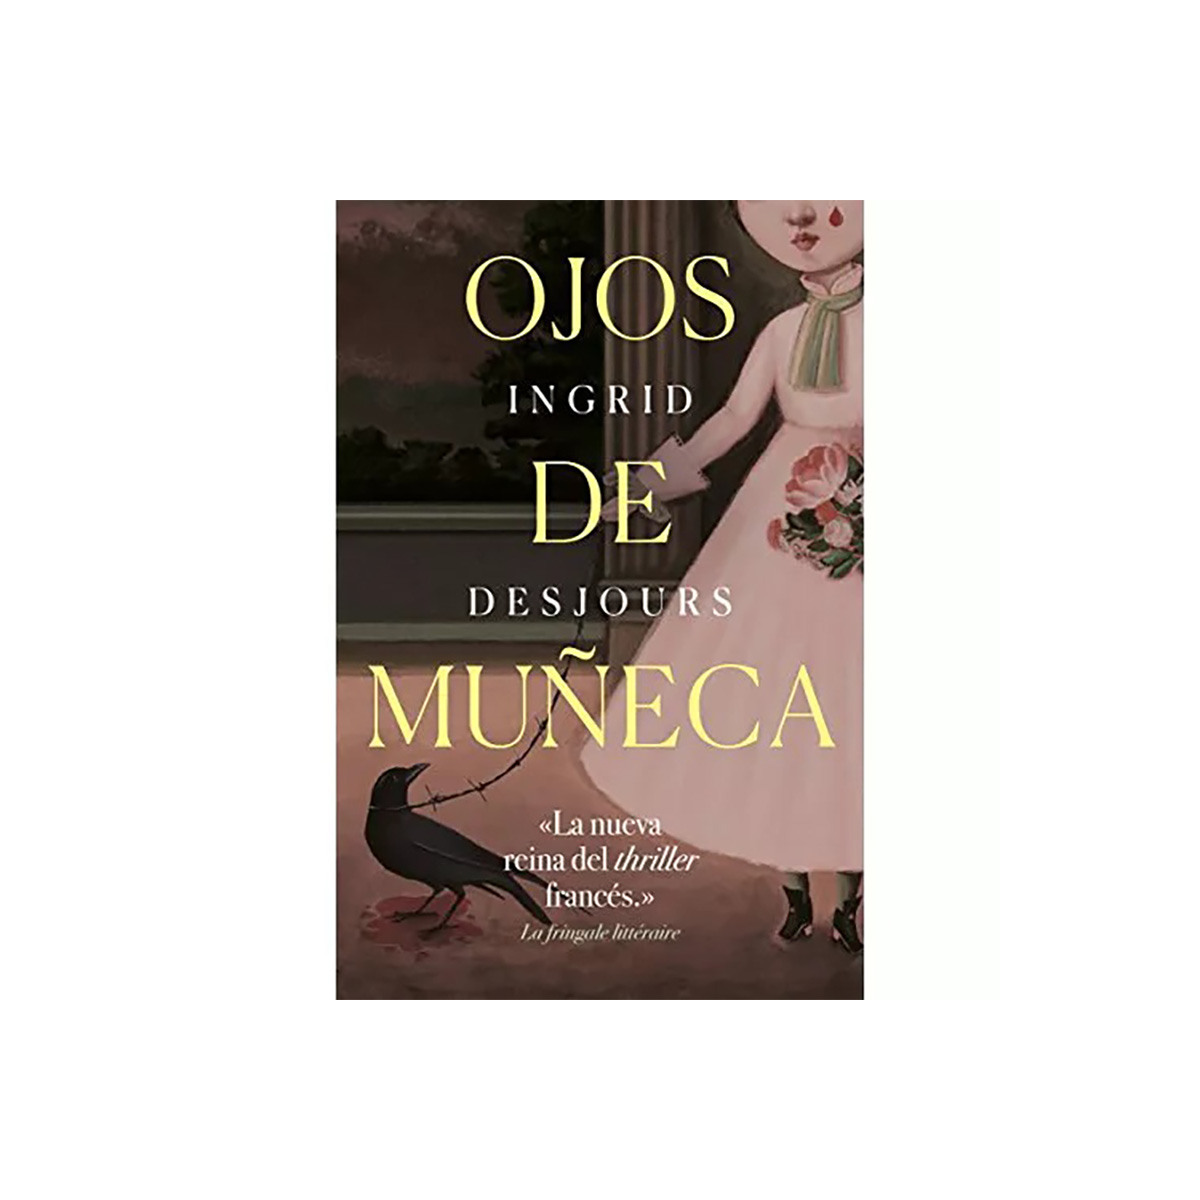 OJOS
INGRID
DE
DESJOURS
MUÑECA
«La nueva
reina del thriller
francés.»
La fringale littéraire